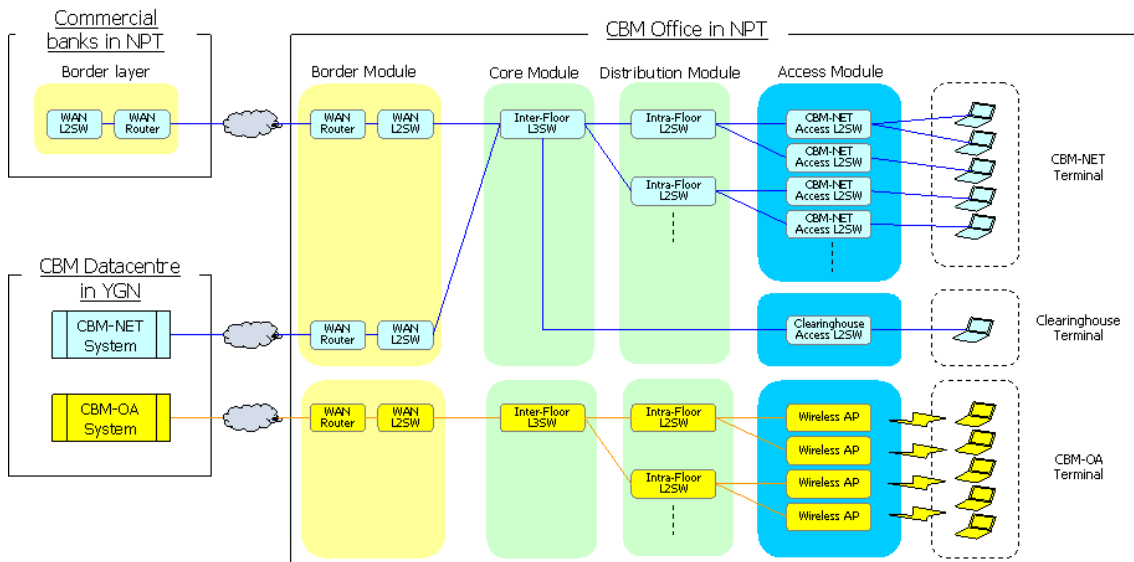 Commercial
banks in NPT
Border layer
WAN
L2SW
WAN
Router
CBM Office in NPT
Border Module
Core Module
Distribution Module
Access Module
WAN
Router
WAN
L2SW
Inter-Floor
L3SW
Intra-Floor
L2SW
Intra-Floor
L2SW
CBM-NET
Access L2SW
CBM-NET
Access L2SW
CBM-NET
Access L2SW
CBM-NET
Access L2SW
CBM-NET
Terminal
CBM Datacentre
in YGN
CBM-NET
System
WAN
Router
WAN
L2SW
Clearinghouse
Access L2SW
Clearinghouse
Terminal
CBM-OA
System
WAN
Router
WAN
L2SW
Inter-Floor
L3SW
Intra-Floor
L2SW
Intra-Floor
L2SW
Wireless AP
Wireless AP
Wireless AP
Wireless AP
CBM-OA
Terminal